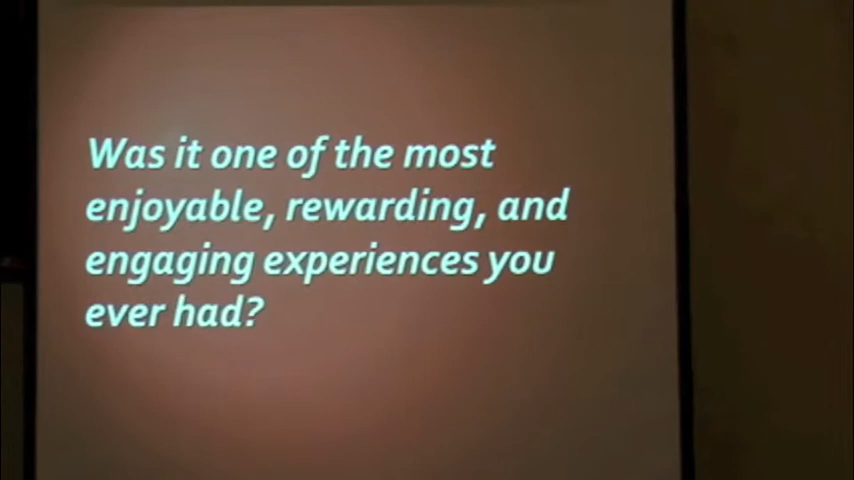 Was it one of the most
enjoyable, rewarding, and
engaging experiences you
ever had?